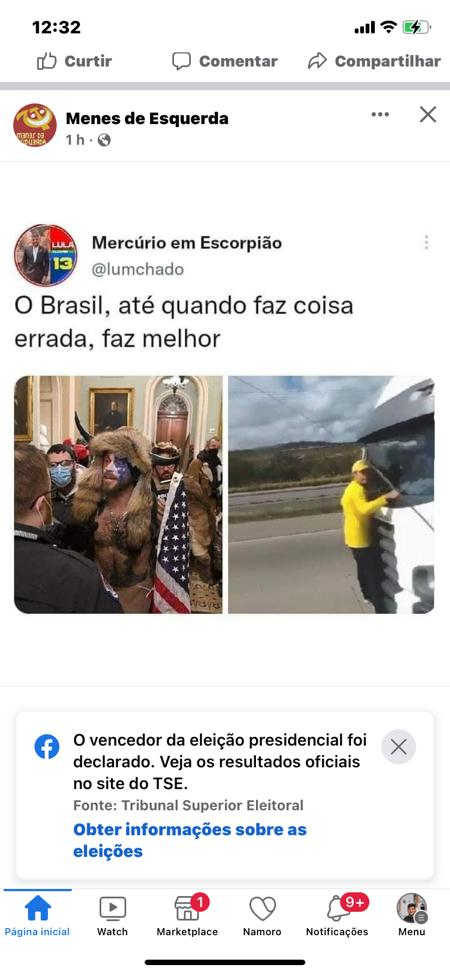 12:32
Curtir
Comentar
Compartilhar
Menes de Esquerda
1 h
Mercúrio em Escorpião
@lumchado
LULA
13
O Brasil, até quando faz coisa
errada, faz melhor
O vencedor da eleição presidencial foi
declarado. Veja os resultados oficiais
no site do TSE.
Fonte: Tribunal Superior Eleitoral
Obter informações sobre as
eleições
1
9+
Página inicial
Watch
Marketplace
Namoro
Notificações
Menu